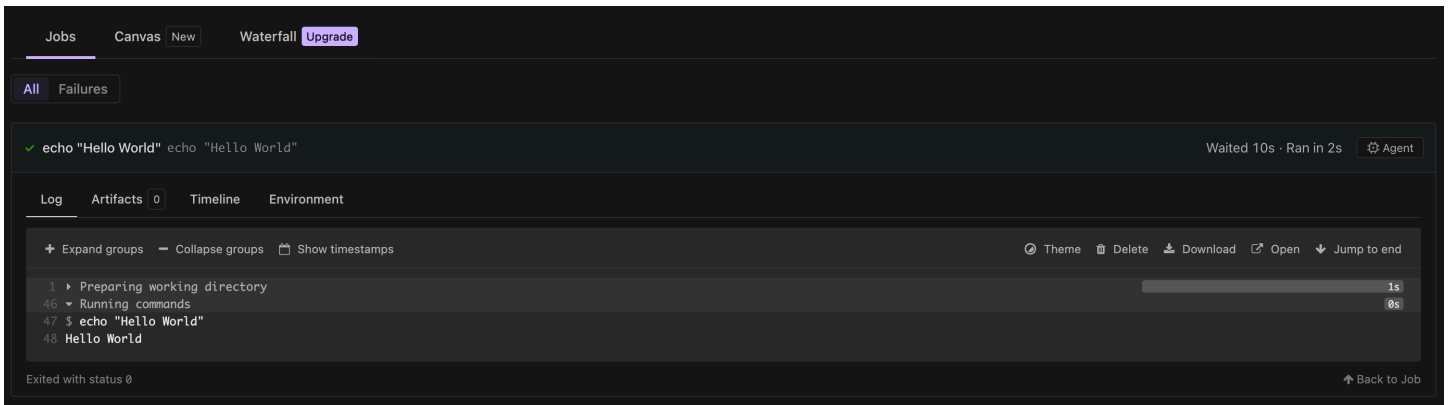 Jobs Canvas New Waterfall Upgrade
All Failures
echo "Hello World" echo "Hello World" Waited 10s · Ran in 2s Agent
Log Artifacts 0 Timeline Environment
Expand groups Collapse groups Show timestamps Theme Delete Download Open Jump to end
1 Preparing working directory 1s
46 Running commands 0s
47 $ echo "Hello World"
48 Hello World
Exited with status 0 Back to Job